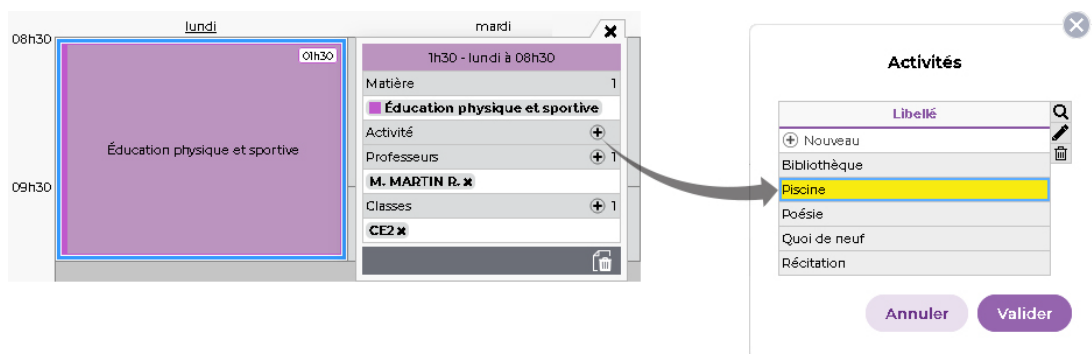 lundi
mardi
08h30
01h30
Éducation physique et sportive
09h30
1h30 - lundi à 08h30
Matière 1
Éducation physique et sportive
Activité
Professeurs 1
M. MARTIN R.
Classes 1
CE2
Activités
Libellé
Nouveau
Bibliothèque
Piscine
Poésie
Quoi de neuf
Récitation
Annuler
Valider